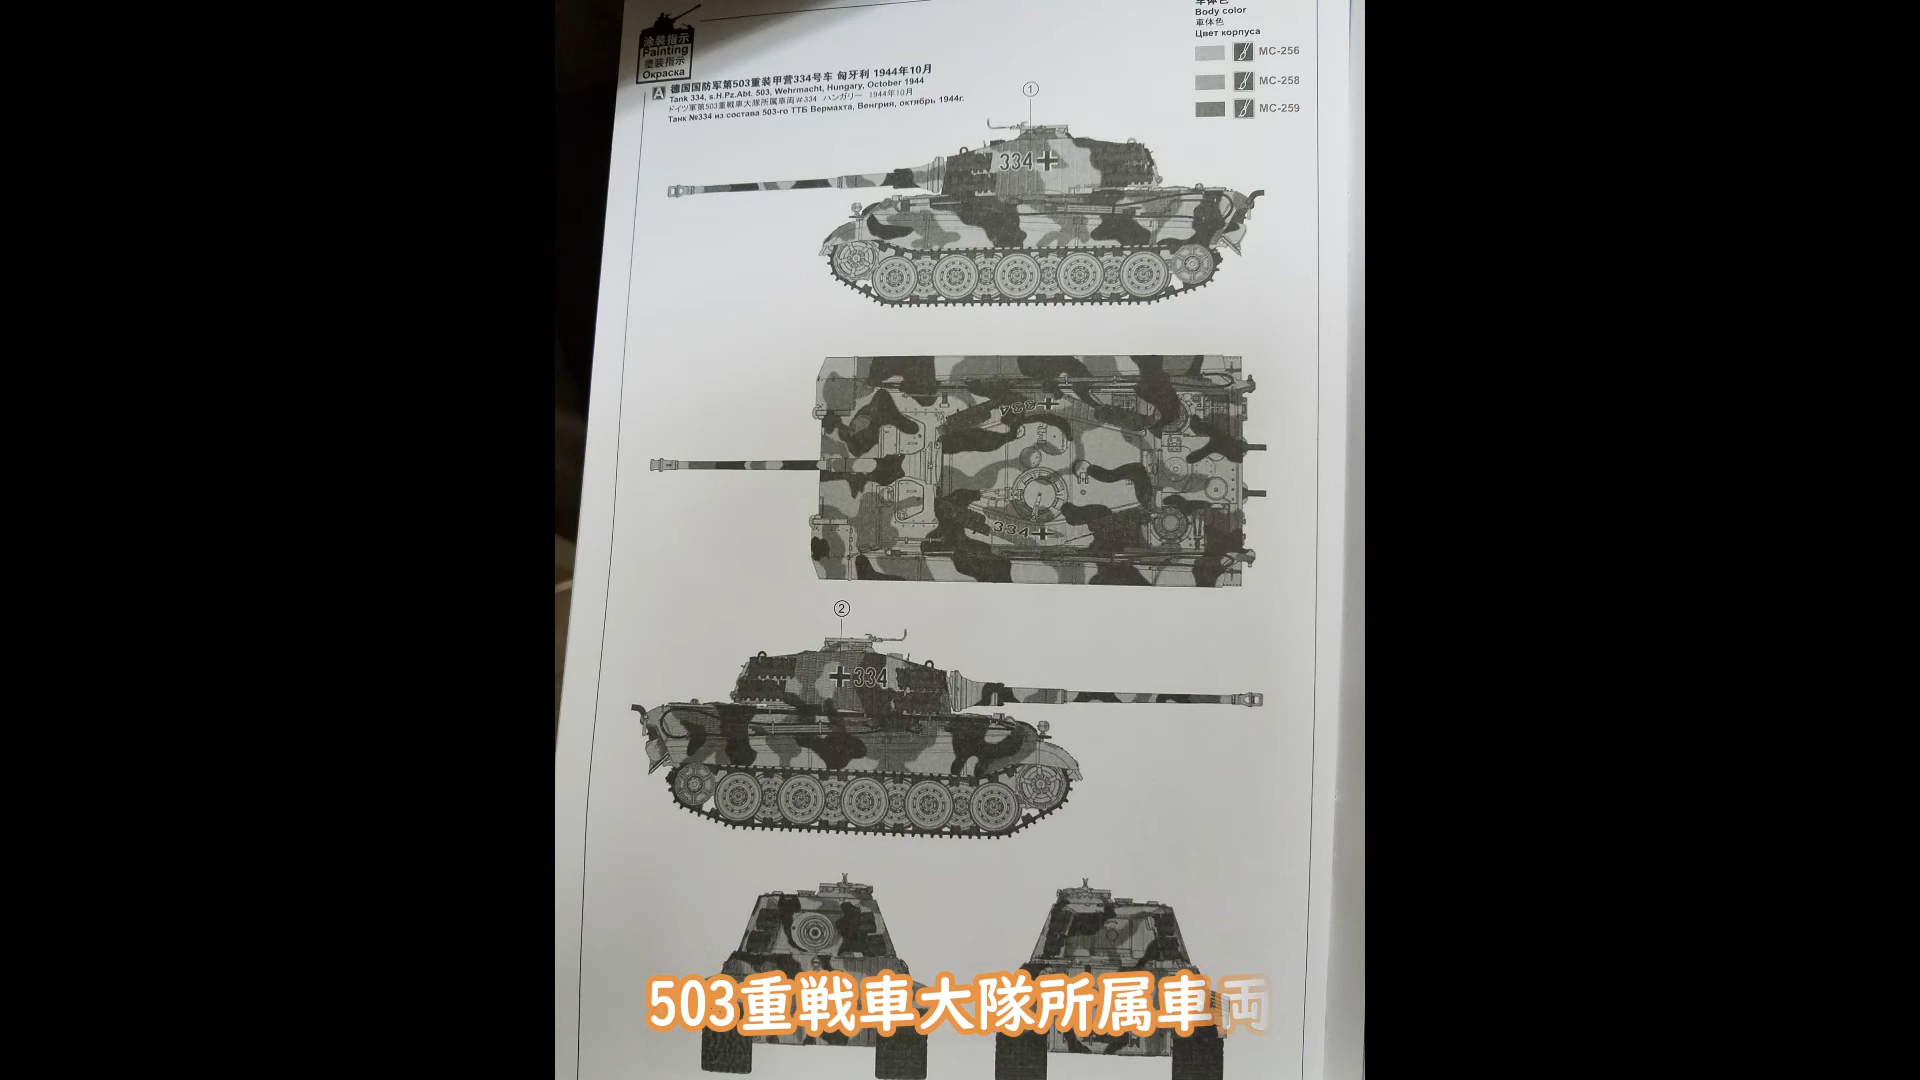 涂装指示
Painting
塗装指示
Окраска
A 德国国防军第503重装甲营334号车 匈牙利 1944年10月
Tank 334, s.H.Pz.Abt. 503, Wehrmacht, Hungary, October 1944
ドイツ軍第503重戦車大隊所属車両#334 ハンガリー 1944年10月
Танк №334 из состава 503-го ТТБ Вермахта, Венгрия, октябрь 1944г.
车体色
Body color
車体色
Цвет корпуса
MC-256
MC-258
MC-259
1
334
334
334
2
334
503重戦車大隊所属車両